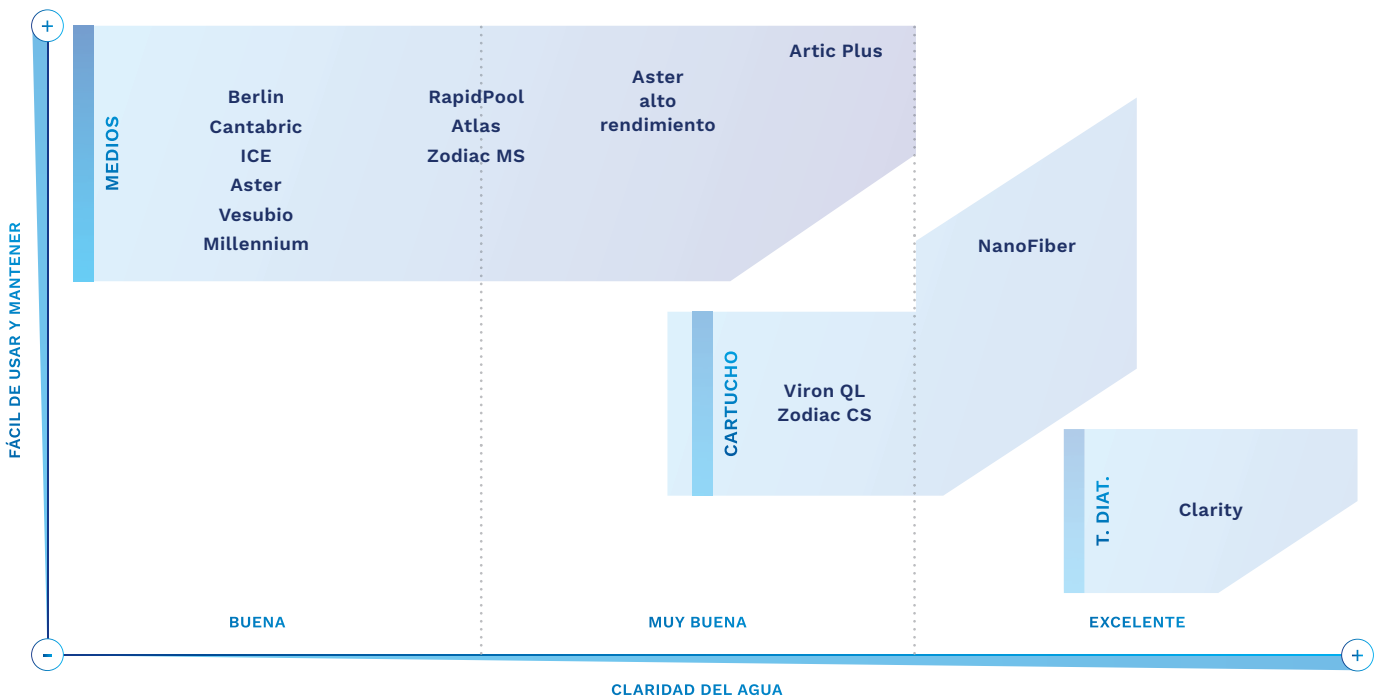 +
FÁCIL DE USAR Y MANTENER
MEDIOS
Berlin
Cantabric
ICE
Aster
Vesubio
Millennium
RapidPool
Atlas
Zodiac MS
Aster
alto
rendimiento
Artic Plus
CARTUCHO
Viron QL
Zodiac CS
NanoFiber
T. DIAT.
Clarity
BUENA
MUY BUENA
EXCELENTE
-
+
CLARIDAD DEL AGUA